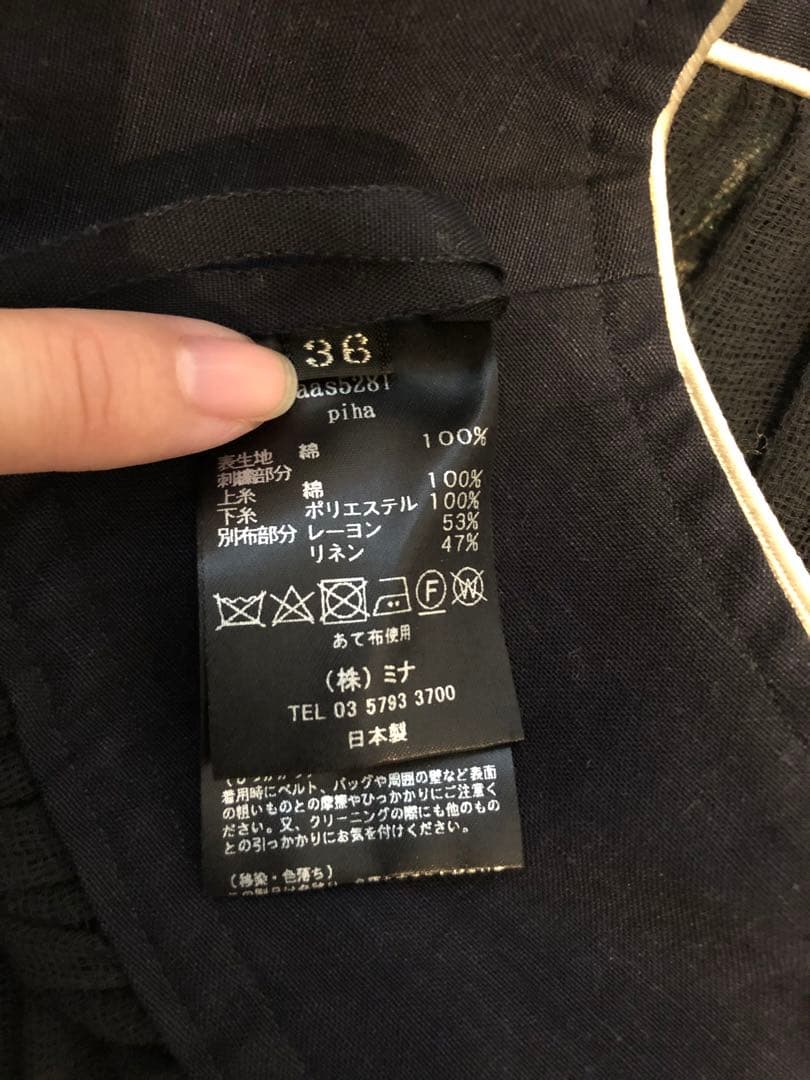 36
aas5281
piha
表生地 綿 100%
刺繍部分
上糸 綿 100%
下糸 ポリエステル 100%
別布部分 レーヨン 53%
リネン 47%
F W
あて布使用
(株)ミナ
TEL 03 5793 3700
日本製
着用時にベルト、バッグや周囲の壁など表面
の粗いものとの摩擦やひっかかりにご注意く
ださい。又、クリーニングの際にも他のもの
との引っかかりにお気を付けください。
(移染・色落ち)